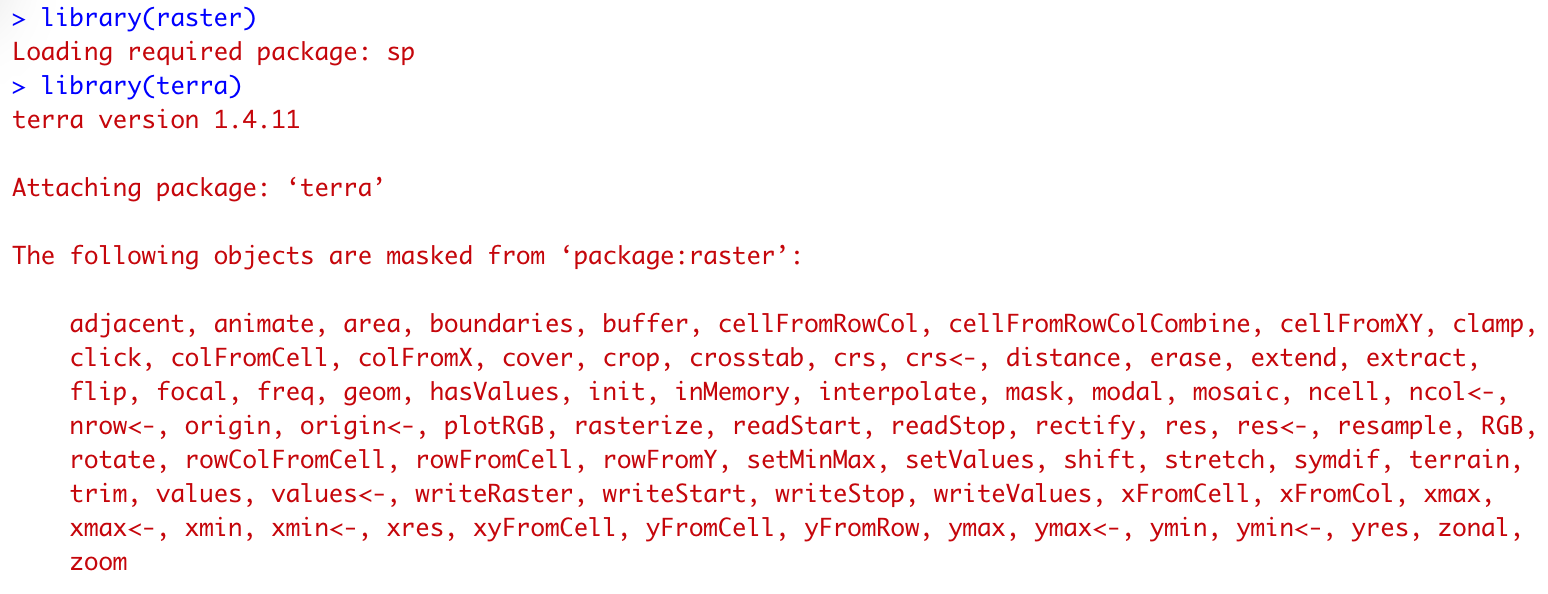 > library(raster)
Loading required package: sp
> library(terra)
terra version 1.4.11
Attaching package: ‘terra’
The following objects are masked from ‘package:raster’:
adjacent, animate, area, boundaries, buffer, cellFromRowCol, cellFromRowColCombine, cellFromXY, clamp,
click, colFromCell, colFromX, cover, crop, crosstab, crs, crs<-, distance, erase, extend, extract,
flip, focal, freq, geom, hasValues, init, inMemory, interpolate, mask, modal, mosaic, ncell, ncol<-,
nrow<-, origin, origin<-, plotRGB, rasterize, readStart, readStop, rectify, res, res<-, resample, RGB,
rotate, rowColFromCell, rowFromCell, rowFromY, setMinMax, setValues, shift, stretch, symdif, terrain,
trim, values, values<-, writeRaster, writeStart, writeStop, writeValues, xFromCell, xFromCol, xmax,
xmax<-, xmin, xmin<-, xres, xyFromCell, yFromCell, yFromRow, ymax, ymax<-, ymin, ymin<-, yres, zonal,
zoom